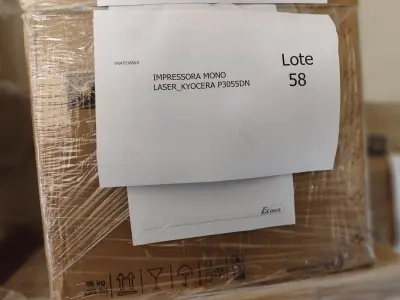 IMPRESSORA MONO
LASER_KYOCERA P3055DN
Lote
58